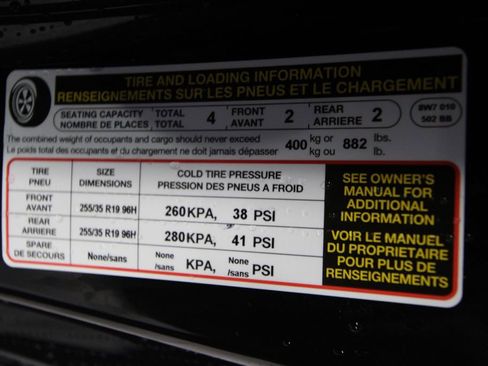 TIRE AND LOADING INFORMATION
RENSEIGNEMENTS SUR LES PNEUS ET LE CHARGEMENT
SEATING CAPACITY TOTAL 4 FRONT 2 REAR 2
NOMBRE DE PLACES TOTAL AVANT ARRIERE
8W7 010
502 BB
The combined weight of occupants and cargo should never exceed 400 kg or 882 lbs.
Le poids total des occupants et du chargement ne doit jamais dépasser kg ou lb.
TIRE SIZE COLD TIRE PRESSURE
PNEU DIMENSIONS PRESSION DES PNEUS A FROID
FRONT
AVANT 255/35 R19 96H 260KPA, 38 PSI
REAR
ARRIERE 255/35 R19 96H 280KPA, 41 PSI
SPARE
DE SECOURS None/sans None/sans KPA, None/sans PSI
SEE OWNER'S
MANUAL FOR
ADDITIONAL
INFORMATION
VOIR LE MANUEL
DU PROPRIETAIRE
POUR PLUS DE
RENSEIGNEMENTS